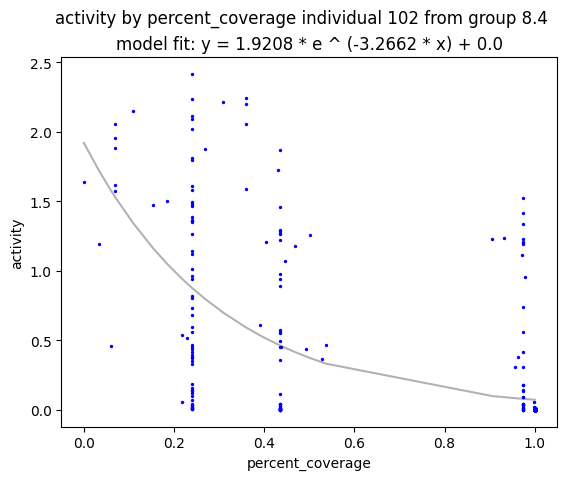 activity by percent_coverage individual 102 from group 8.4
model fit: y = 1.9208 * e ^ (-3.2662 * x) + 0.0
2.5
2.0
1.5
1.0
0.5
0.0
activity
0.0 0.2 0.4 0.6 0.8 1.0
percent_coverage